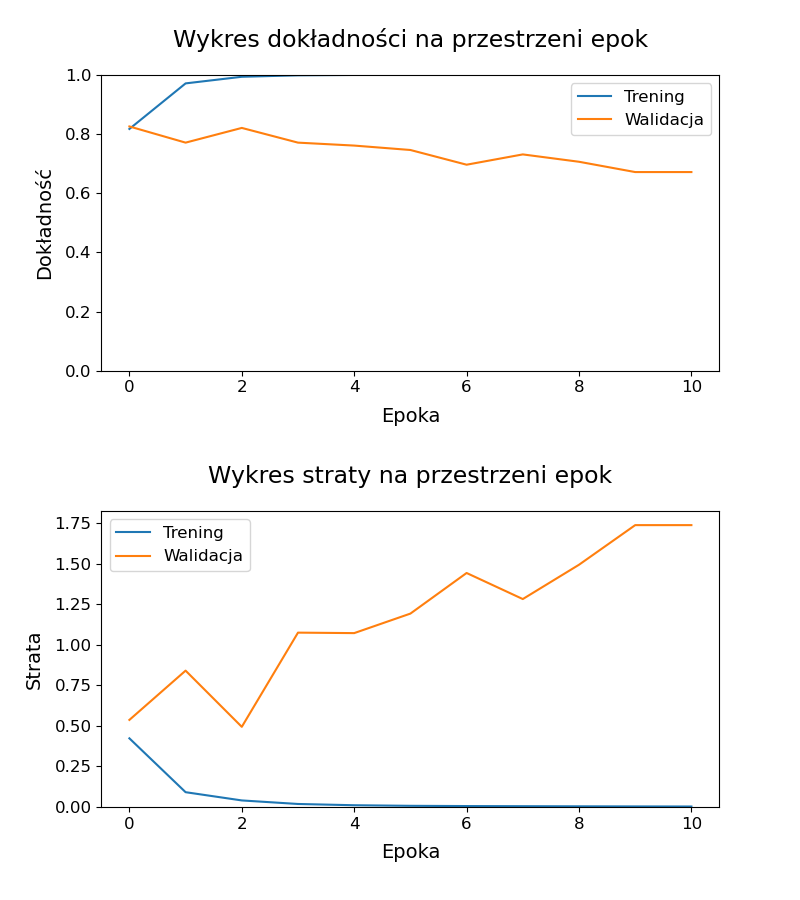 Wykres dokładności na przestrzeni epok
1.0
0.8
0.6
0.4
0.2
0.0
Dokładność
Trening
Walidacja
0 2 4 6 8 10
Epoka
Wykres straty na przestrzeni epok
1.75
1.50
1.25
1.00
0.75
0.50
0.25
0.00
Strata
Trening
Walidacja
0 2 4 6 8 10
Epoka